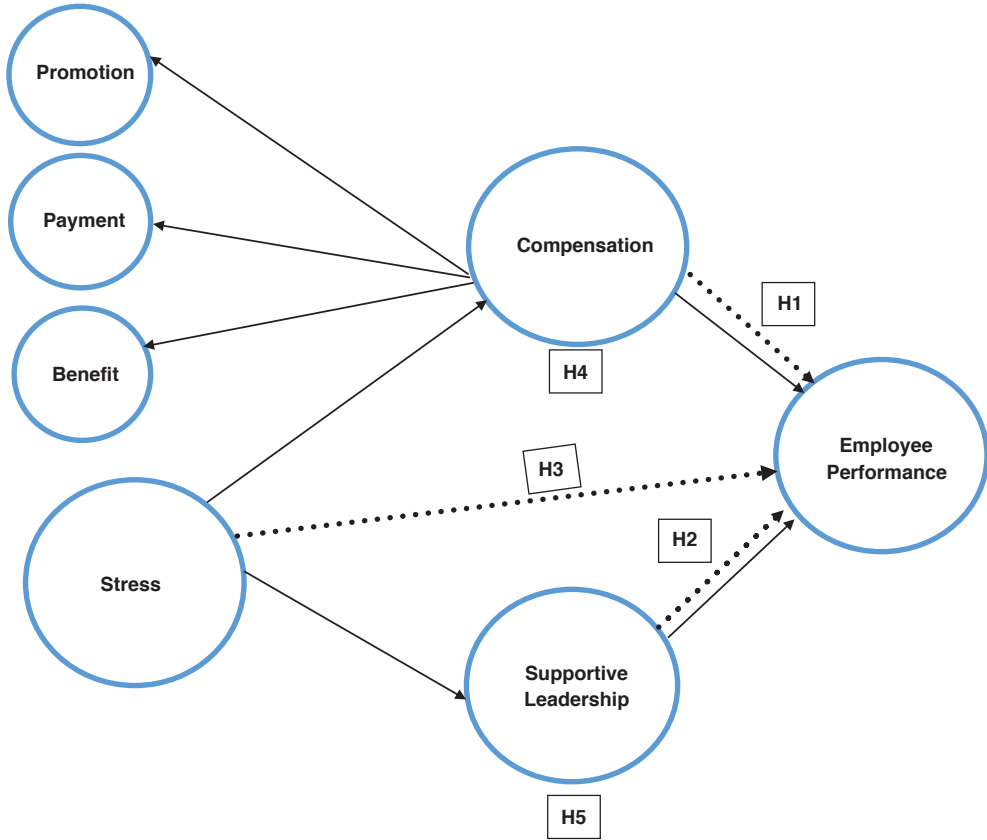 Promotion
Payment
Compensation
H1
Benefit
H4
Employee
Performance
H3
H2
Stress
Supportive
Leadership
H5